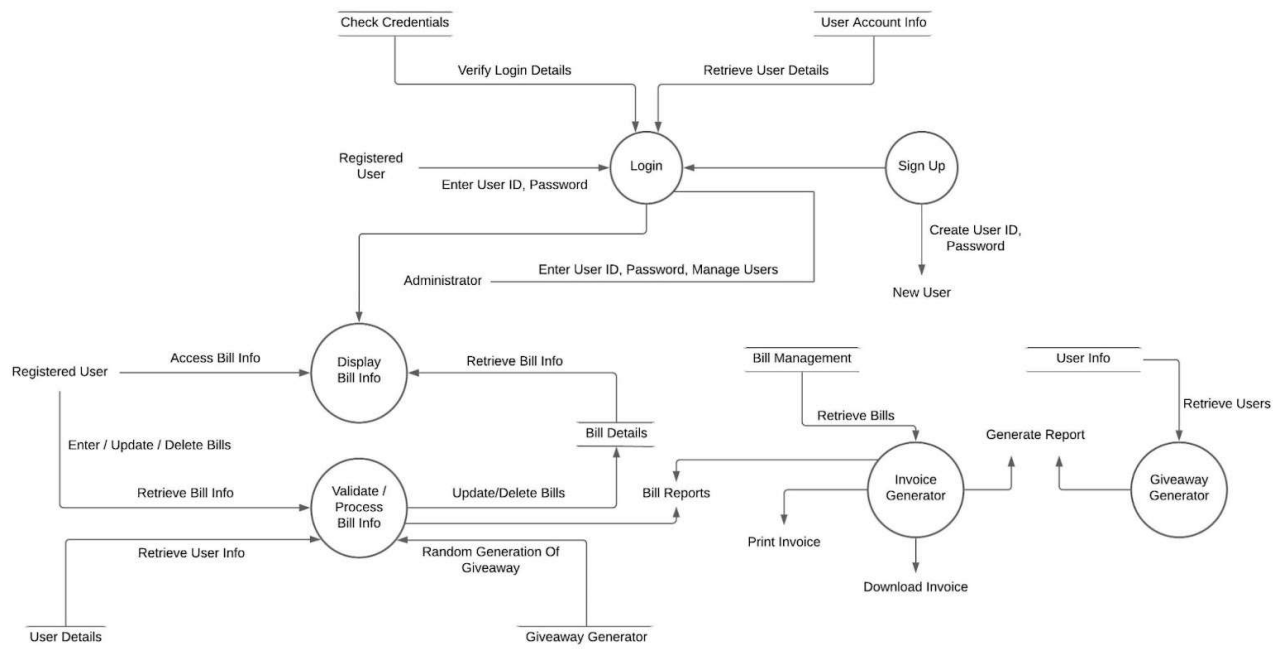 Check Credentials
User Account Info
Verify Login Details
Retrieve User Details
Registered
User
Login
Sign Up
Enter User ID, Password
Create User ID,
Password
Enter User ID, Password, Manage Users
Administrator
New User
Access Bill Info
Display
Bill Info
Retrieve Bill Info
Bill Management
User Info
Registered User
Retrieve Users
Retrieve Bills
Enter / Update / Delete Bills
Bill Details
Generate Report
Retrieve Bill Info
Validate /
Process
Bill Info
Update/Delete Bills
Bill Reports
Invoice
Generator
Giveaway
Generator
Print Invoice
Retrieve User Info
Random Generation Of
Giveaway
Download Invoice
User Details
Giveaway Generator